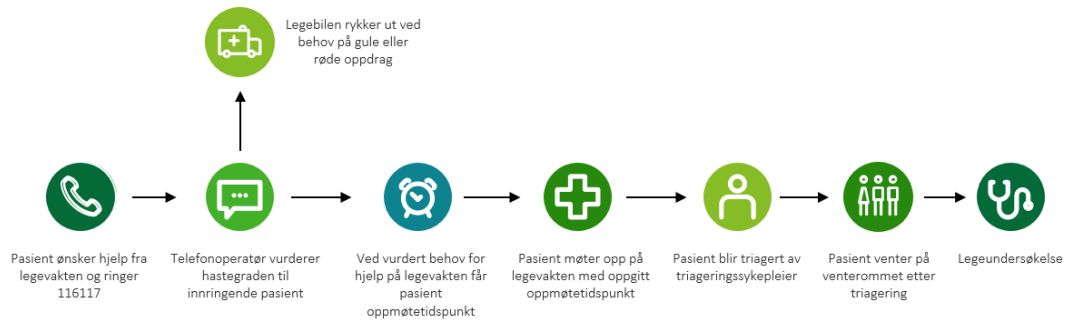 Legebilen rykker ut ved
behov på gule eller
røde oppdrag
Pasient ønsker hjelp fra
legevakten og ringer
116117
Telefonoperatør vurderer
hastegraden til
innringende pasient
Ved vurdert behov for
hjelp på legevakten får
pasient
oppmøtetidspunkt
Pasient møter opp på
legevakten med oppgitt
oppmøtetidspunkt
Pasient blir triagert av
triageringssykepleier
Pasient venter på
venterommet etter
triagering
Legeundersøkelse